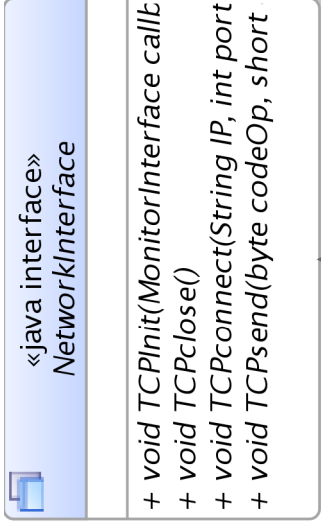 «java interface»
NetworkInterface
+ void TCPInit(MonitorInterface callb
+ void TCPclose()
+ void TCPconnect(String IP, int port
+ void TCPsend(byte codeOp, short